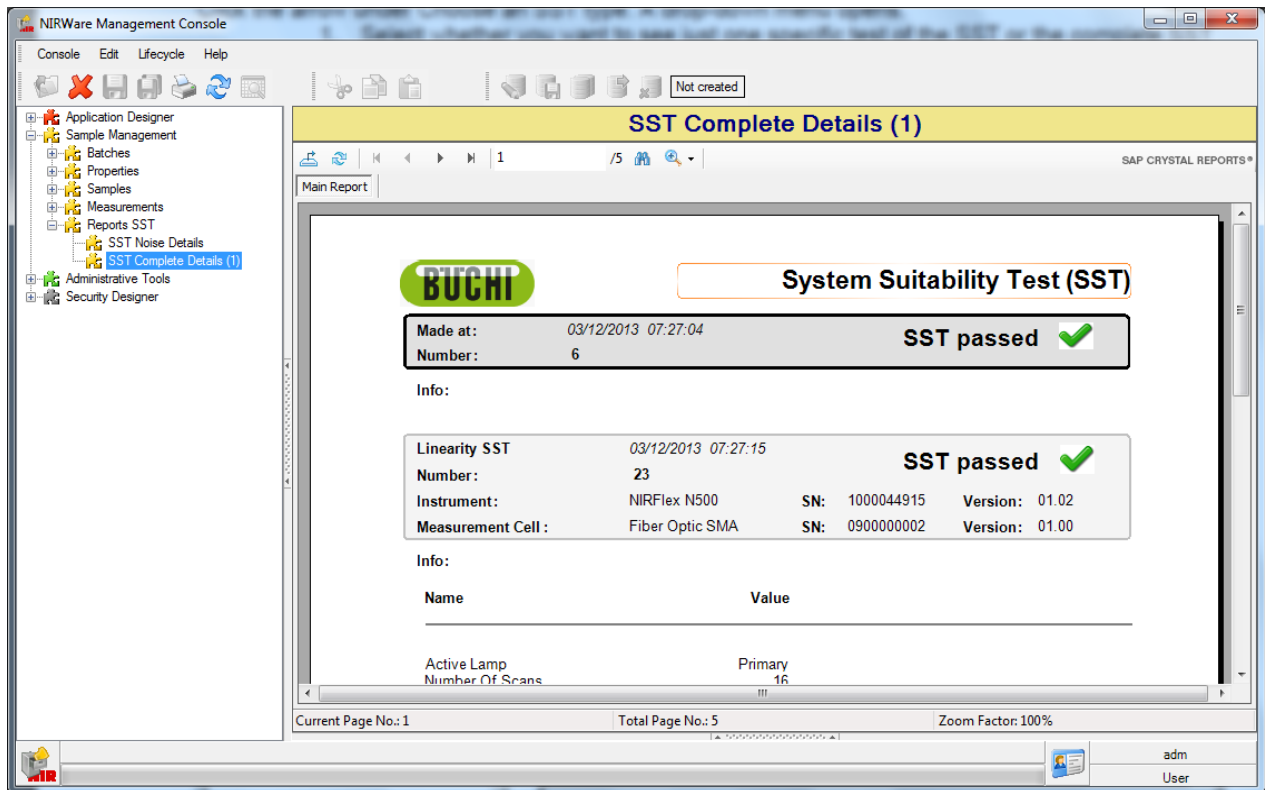 NIRWare Management Console
Console Edit Lifecycle Help
Not created
Application Designer
Sample Management
Batches
Properties
Samples
Measurements
Reports SST
SST Noise Details
SST Complete Details (1)
Administrative Tools
Security Designer
SST Complete Details (1)
1 /5
SAP CRYSTAL REPORTS®
Main Report
BÜCHI
System Suitability Test (SST)
Made at: 03/12/2013 07:27:04
SST passed
Number: 6
Info:
Linearity SST 03/12/2013 07:27:15
SST passed
Number: 23
Instrument: NIRFlex N500 SN: 1000044915 Version: 01.02
Measurement Cell : Fiber Optic SMA SN: 0900000002 Version: 01.00
Info:
Name Value
Active Lamp Primary
Number Of Scans 16
Current Page No.: 1 Total Page No.: 5 Zoom Factor: 100%
NIR
adm
User